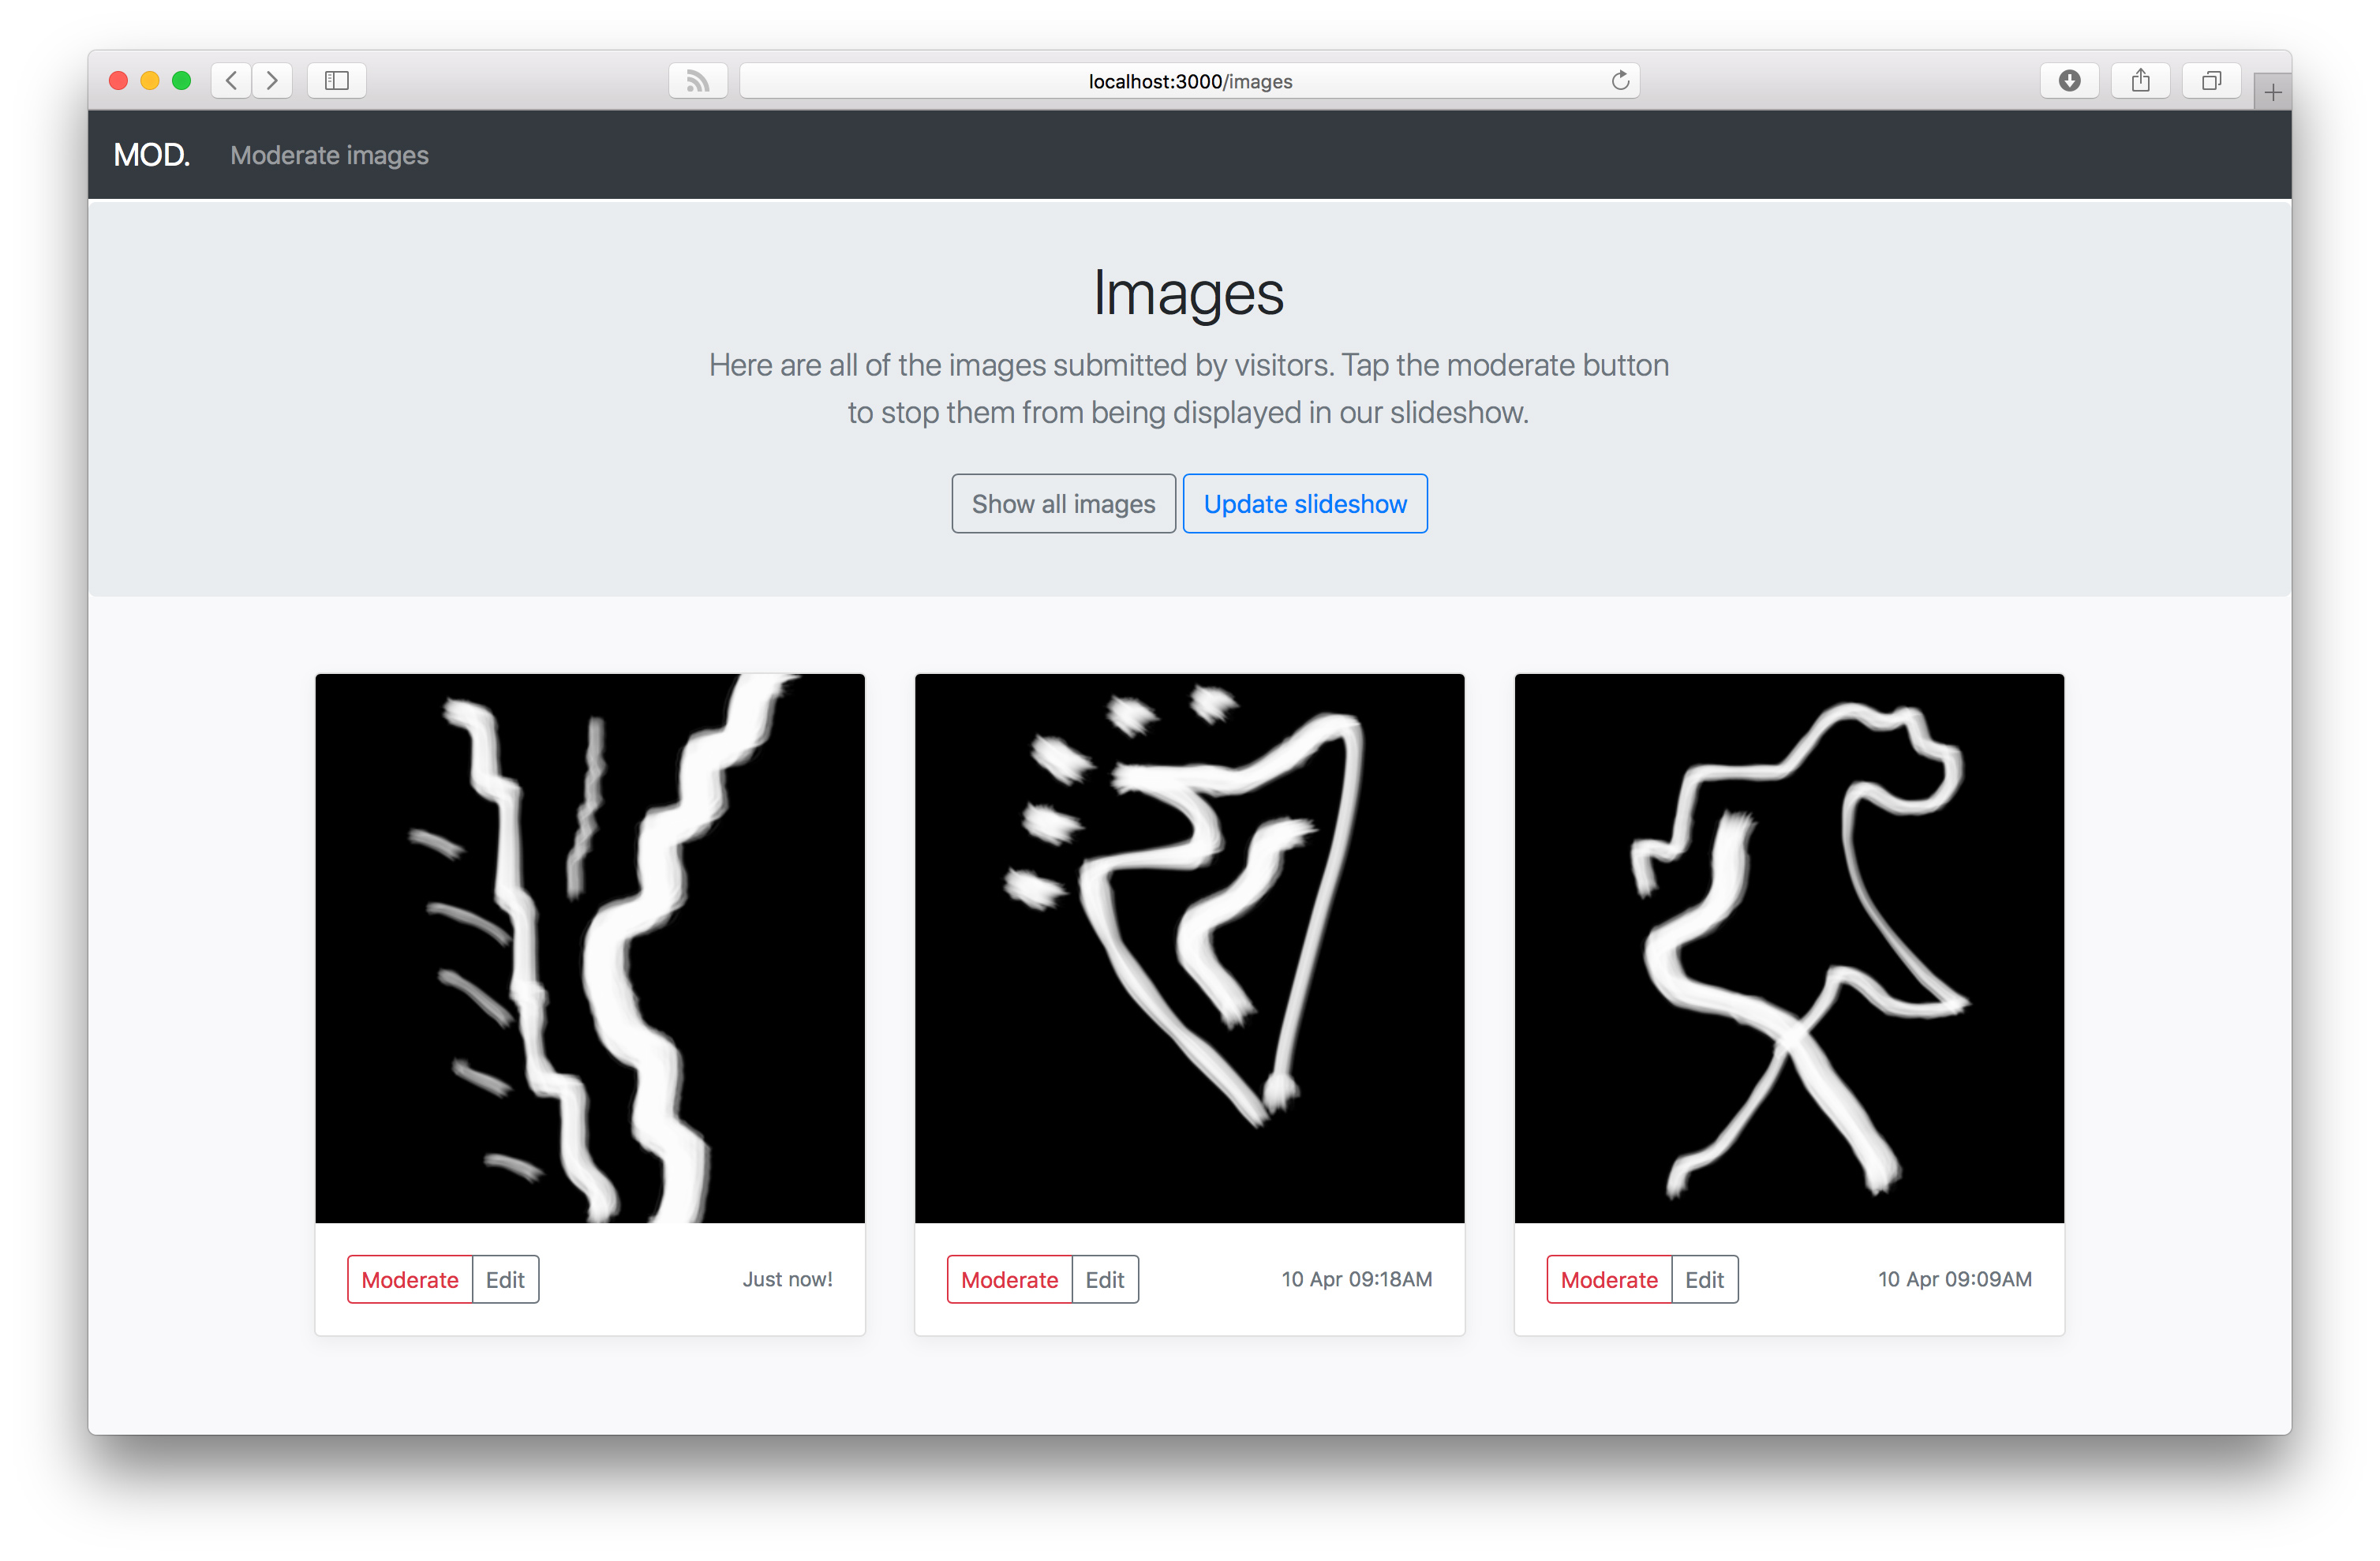 localhost:3000/images
MOD. Moderate images
Images
Here are all of the images submitted by visitors. Tap the moderate button
to stop them from being displayed in our slideshow.
Show all images Update slideshow
Moderate Edit Just now!
Moderate Edit 10 Apr 09:18AM
Moderate Edit 10 Apr 09:09AM